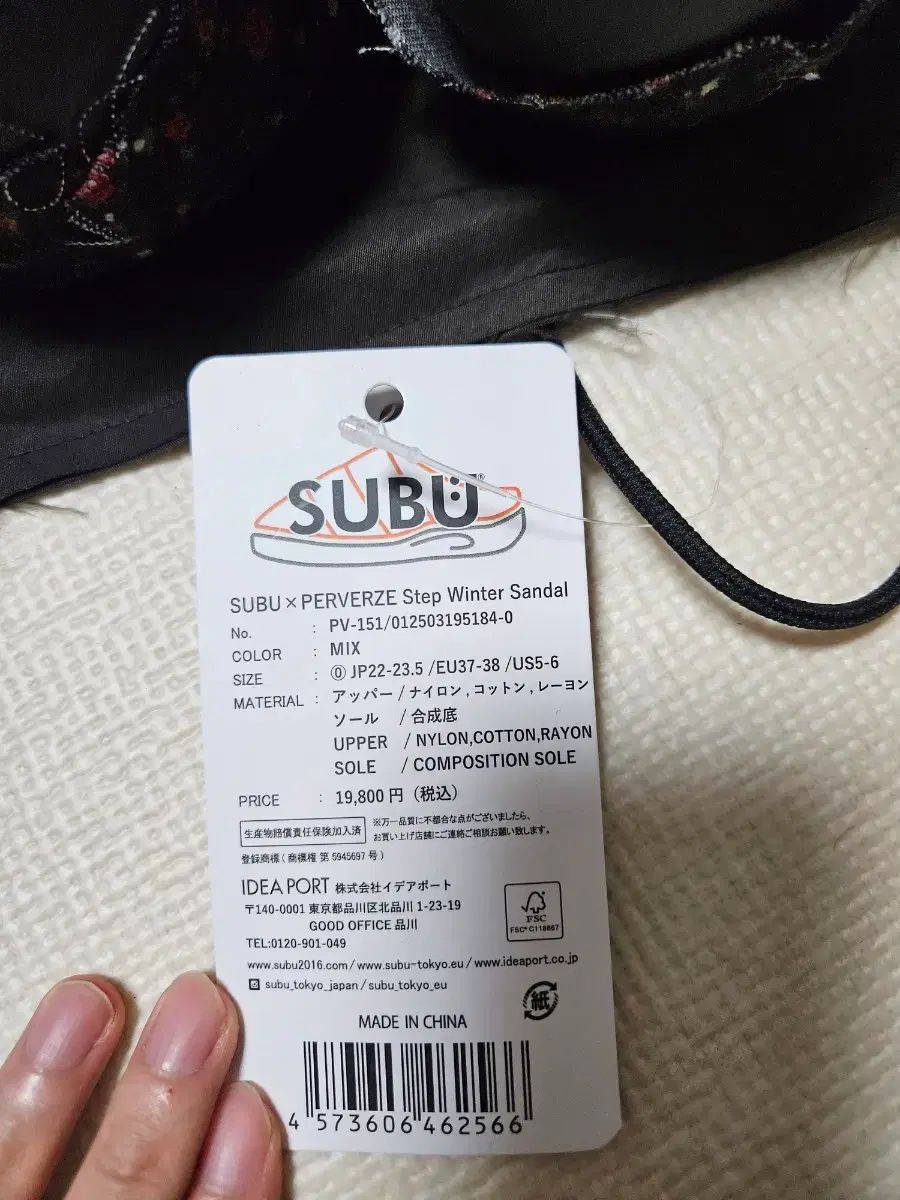 SUBU®
SUBU×PERVERZE Step Winter Sandal
No. : PV-151/012503195184-0
COLOR : MIX
SIZE : ⓪ JP22-23.5 /EU37-38 /US5-6
MATERIAL : アッパー / ナイロン , コットン , レーヨン
ソール / 合成底
UPPER / NYLON,COTTON,RAYON
SOLE / COMPOSITION SOLE
PRICE : 19,800 円（税込）
生産物賠償責任保険加入済
※万一品質に不都合な点がございましたら、
お買い上げ店舗にご連絡ご相談お願い致します。
登録商標 ( 商標権 第 5945697 号 )
IDEA PORT 株式会社イデアポート
〒140-0001 東京都品川区北品川 1-23-19
GOOD OFFICE 品川
TEL:0120-901-049
FSC
FSC® C118867
www.subu2016.com / www.subu-tokyo.eu / www.ideaport.co.jp
subu_tokyo_japan / subu_tokyo_eu
紙
MADE IN CHINA
4 573606 462566